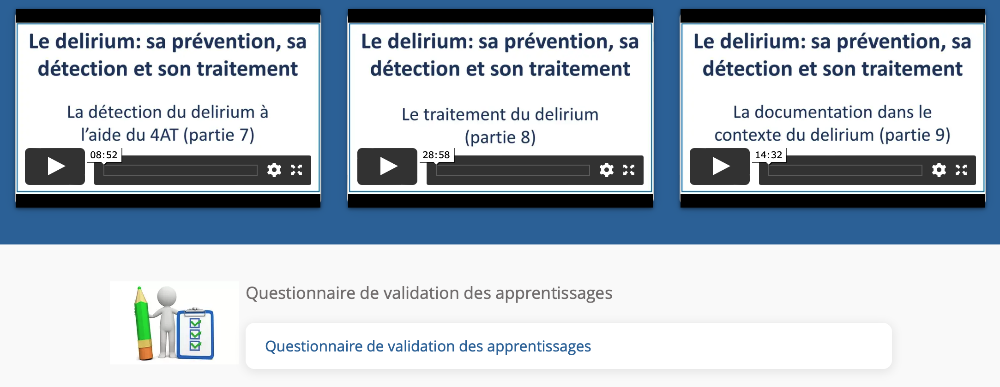 Le delirium: sa prévention, sa
détection et son traitement
La détection du delirium à
l’aide du 4AT (partie 7)
08:52
Le delirium: sa prévention, sa
détection et son traitement
Le traitement du delirium
(partie 8)
28:58
Le delirium: sa prévention, sa
détection et son traitement
La documentation dans le
contexte du delirium (partie 9)
14:32
Questionnaire de validation des apprentissages
Questionnaire de validation des apprentissages